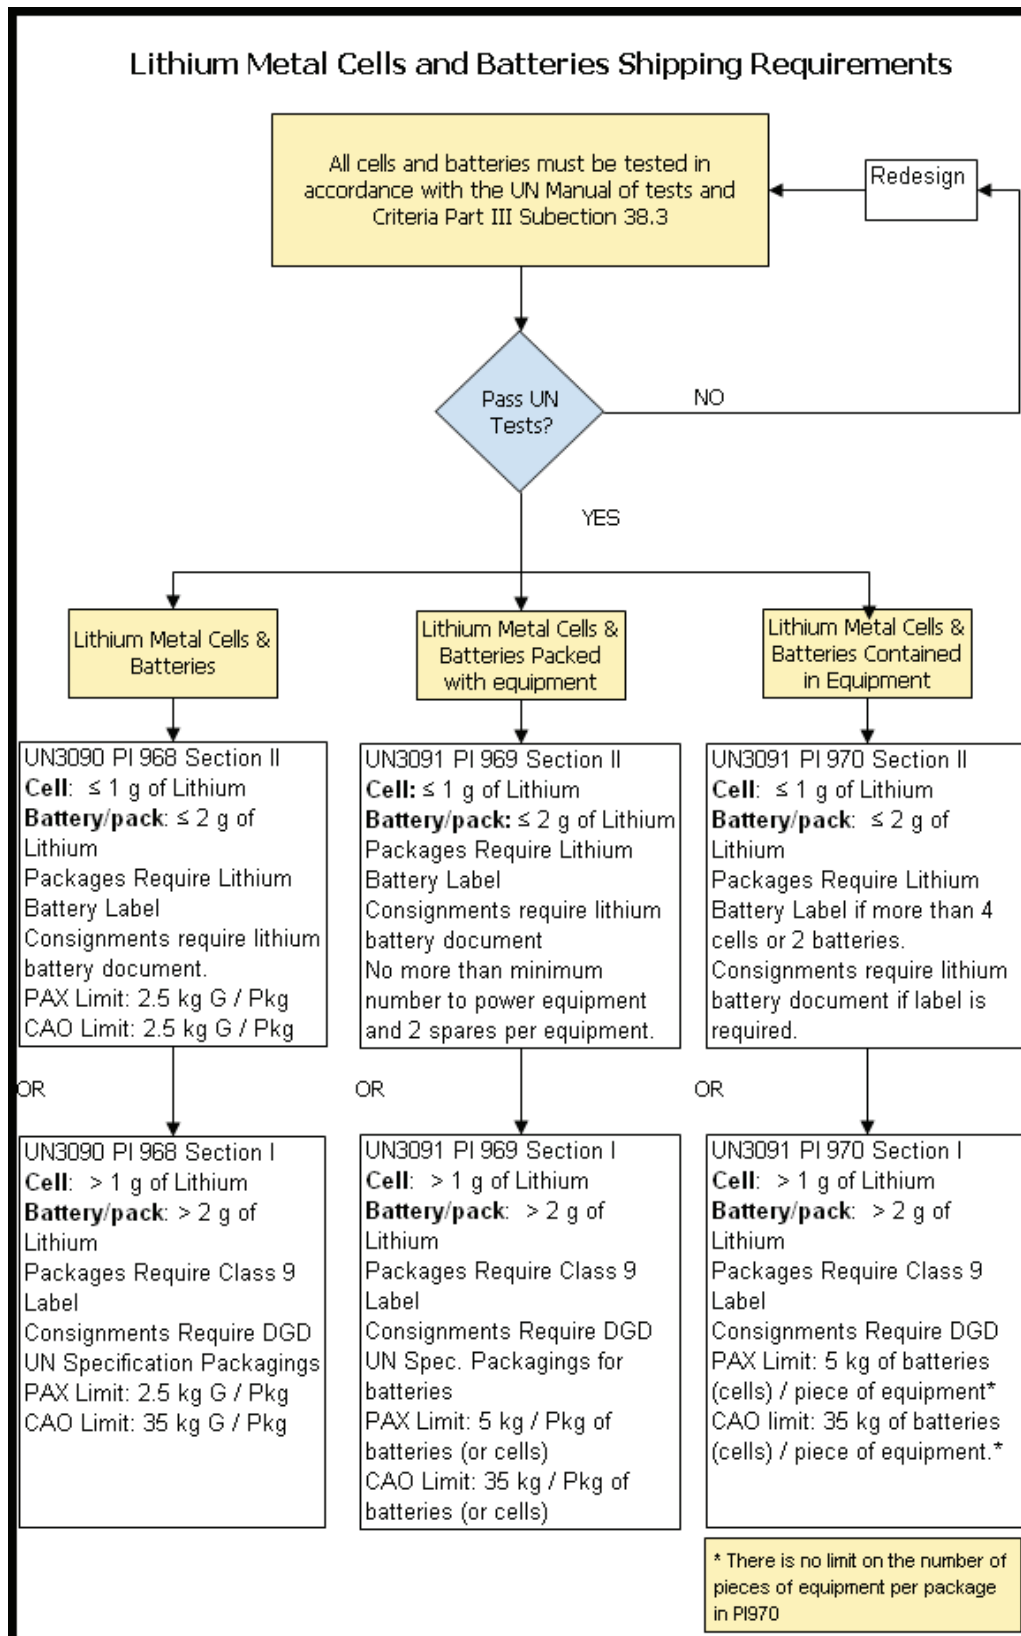 Lithium Metal Cells and Batteries Shipping Requirements
All cells and batteries must be tested in
accordance with the UN Manual of tests and
Criteria Part III Subection 38.3
Redesign
Pass UN
Tests?
NO
YES
Lithium Metal Cells &
Batteries
Lithium Metal Cells &
Batteries Packed
with equipment
Lithium Metal Cells &
Batteries Contained
in Equipment
UN3090 PI 968 Section II
Cell: ≤ 1 g of Lithium
Battery/pack: ≤ 2 g of
Lithium
Packages Require Lithium
Battery Label
Consignments require lithium
battery document.
PAX Limit: 2.5 kg G / Pkg
CAO Limit: 2.5 kg G / Pkg
UN3091 PI 969 Section II
Cell: ≤ 1 g of Lithium
Battery/pack: ≤ 2 g of Lithium
Packages Require Lithium
Battery Label
Consignments require lithium
battery document
No more than minimum
number to power equipment
and 2 spares per equipment.
UN3091 PI 970 Section II
Cell: ≤ 1 g of Lithium
Battery/pack: ≤ 2 g of
Lithium
Packages Require Lithium
Battery Label if more than 4
cells or 2 batteries.
Consignments require lithium
battery document if label is
required.
OR
OR
OR
UN3090 PI 968 Section I
Cell: > 1 g of Lithium
Battery/pack: > 2 g of
Lithium
Packages Require Class 9
Label
Consignments Require DGD
UN Specification Packagings
PAX Limit: 2.5 kg G / Pkg
CAO Limit: 35 kg G / Pkg
UN3091 PI 969 Section I
Cell: > 1 g of Lithium
Battery/pack: > 2 g of
Lithium
Packages Require Class 9
Label
Consignments Require DGD
UN Spec. Packagings for
batteries
PAX Limit: 5 kg / Pkg of
batteries (or cells)
CAO Limit: 35 kg / Pkg of
batteries (or cells)
UN3091 PI 970 Section I
Cell: > 1 g of Lithium
Battery/pack: > 2 g of
Lithium
Packages Require Class 9
Label
Consignments Require DGD
PAX Limit: 5 kg of batteries
(cells) / piece of equipment*
CAO limit: 35 kg of batteries
(cells) / piece of equipment.*
* There is no limit on the number of
pieces of equipment per package
in PI970